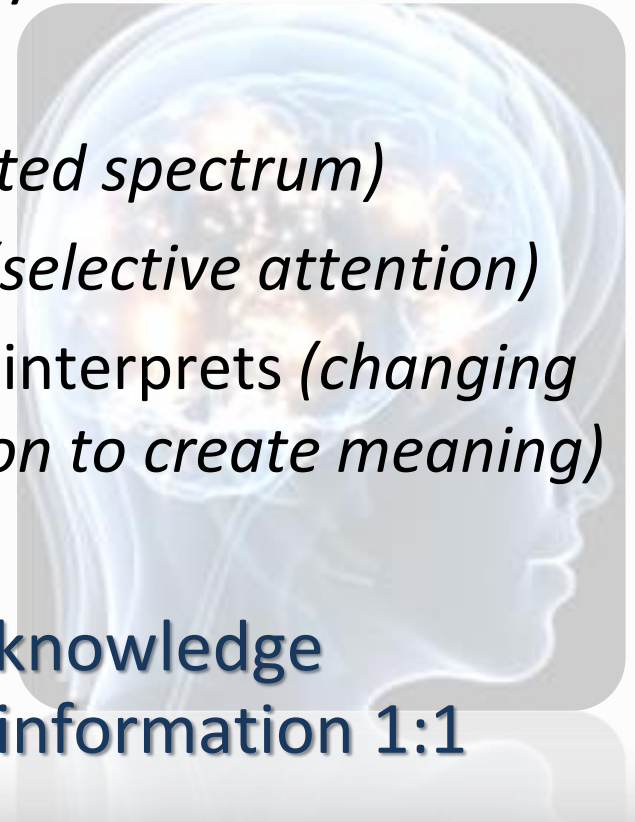 ted spectrum)
(selective attention)
interprets (changing
on to create meaning)
knowledge
information 1:1